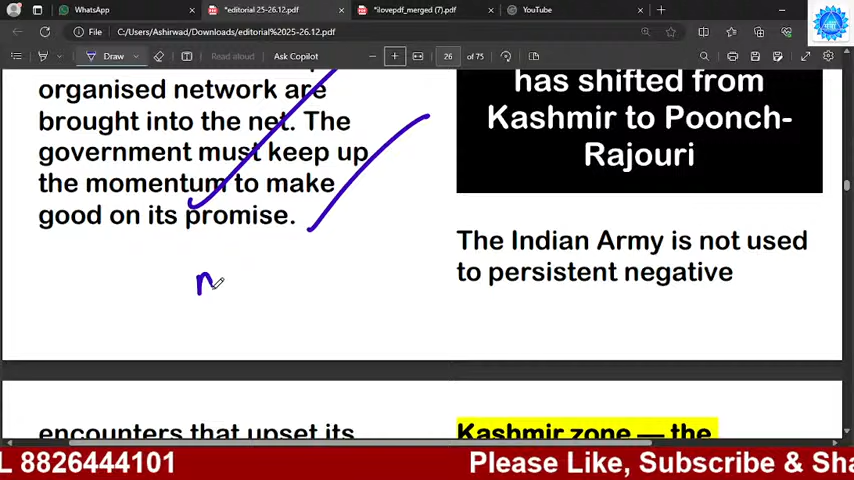 WhatsApp
*editorial 25-26.12.pdf
*ilovepdf_merged (7).pdf
YouTube
File
C:/Users/Ashirwad/Downloads/editorial%2025-26.12.pdf
Draw
Read aloud
Ask Copilot
26
of 75
organised network are
brought into the net. The
government must keep up
the momentum to make
good on its promise.
n
has shifted from
Kashmir to Poonch-
Rajouri
The Indian Army is not used
to persistent negative
encounters that upset its
Kashmir zone — the
L 8826444101
Please Like, Subscribe & Sha